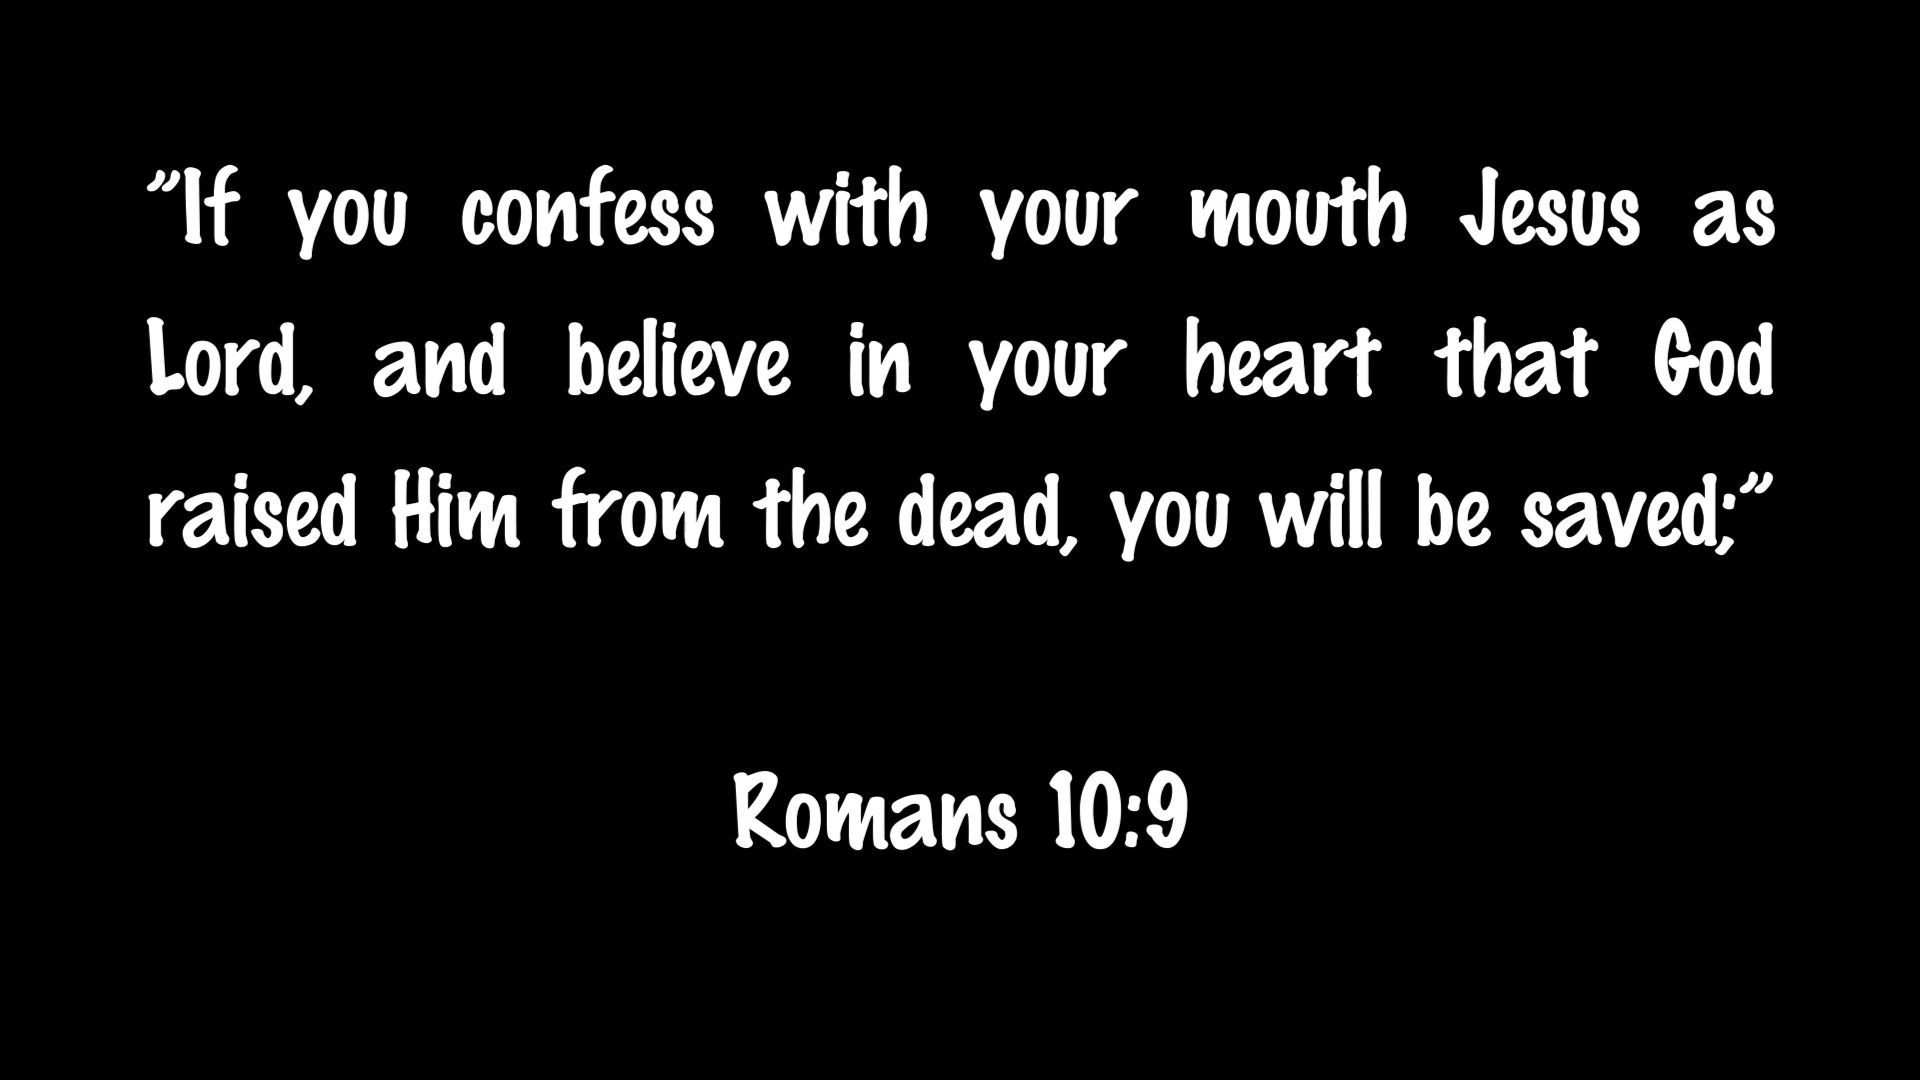 ”If you confess with your mouth Jesus as
Lord, and believe in your heart that God
raised Him from the dead, you will be saved;”
Romans 10:9